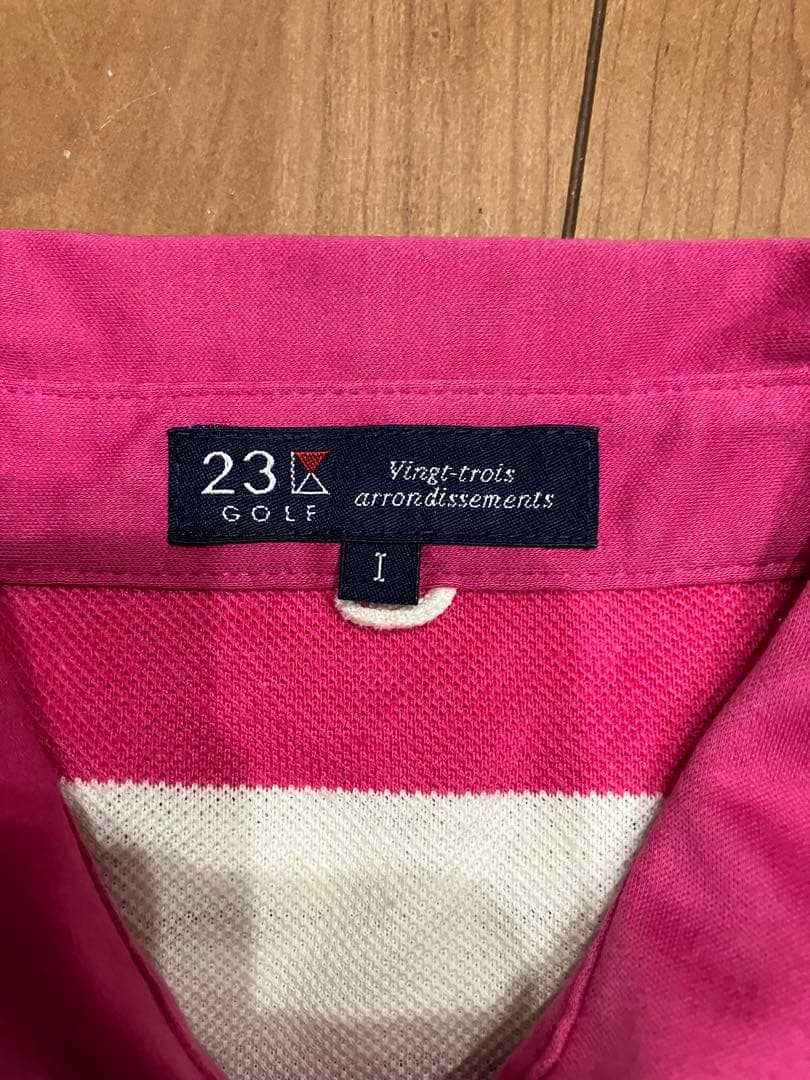 23
GOLF
Vingt-trois
arrondissements
I